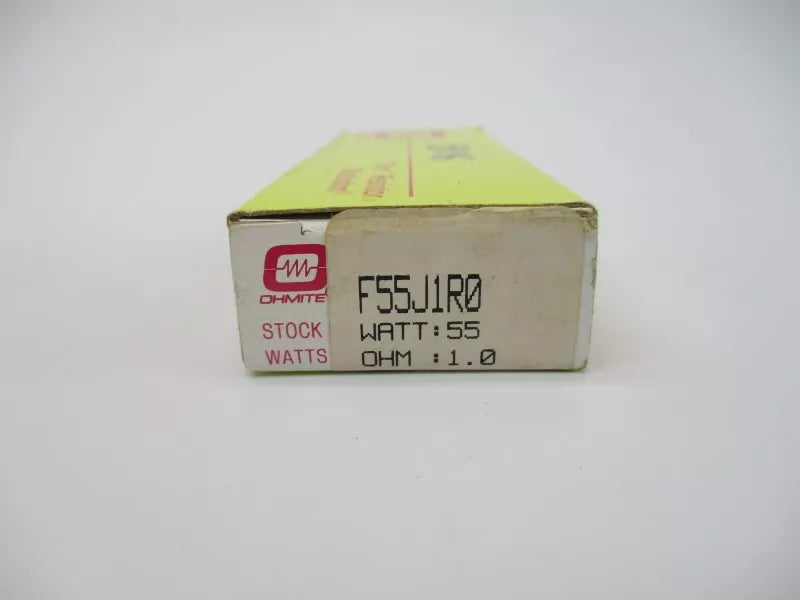 OHMITE
STOCK
WATTS
F55J1R0
WATT:55
OHM :1.0